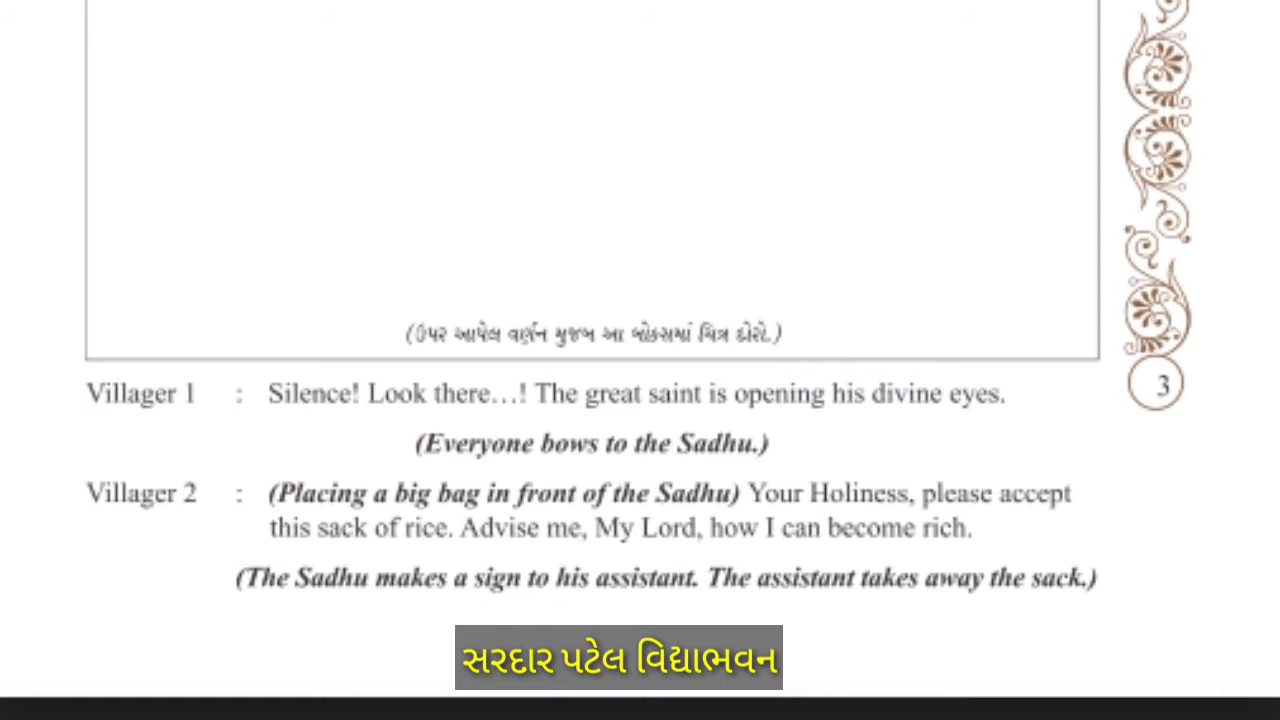 (ઉપર આપેલ વર્ણન મુજબ આ બોક્સમાં ચિત્ર દોરો.)
3
Villager 1 : Silence! Look there...! The great saint is opening his divine eyes.
(Everyone bows to the Sadhu.)
Villager 2 : (Placing a big bag in front of the Sadhu) Your Holiness, please accept
this sack of rice. Advise me, My Lord, how I can become rich.
(The Sadhu makes a sign to his assistant. The assistant takes away the sack.)
સરદાર પટેલ વિદ્યાભવન